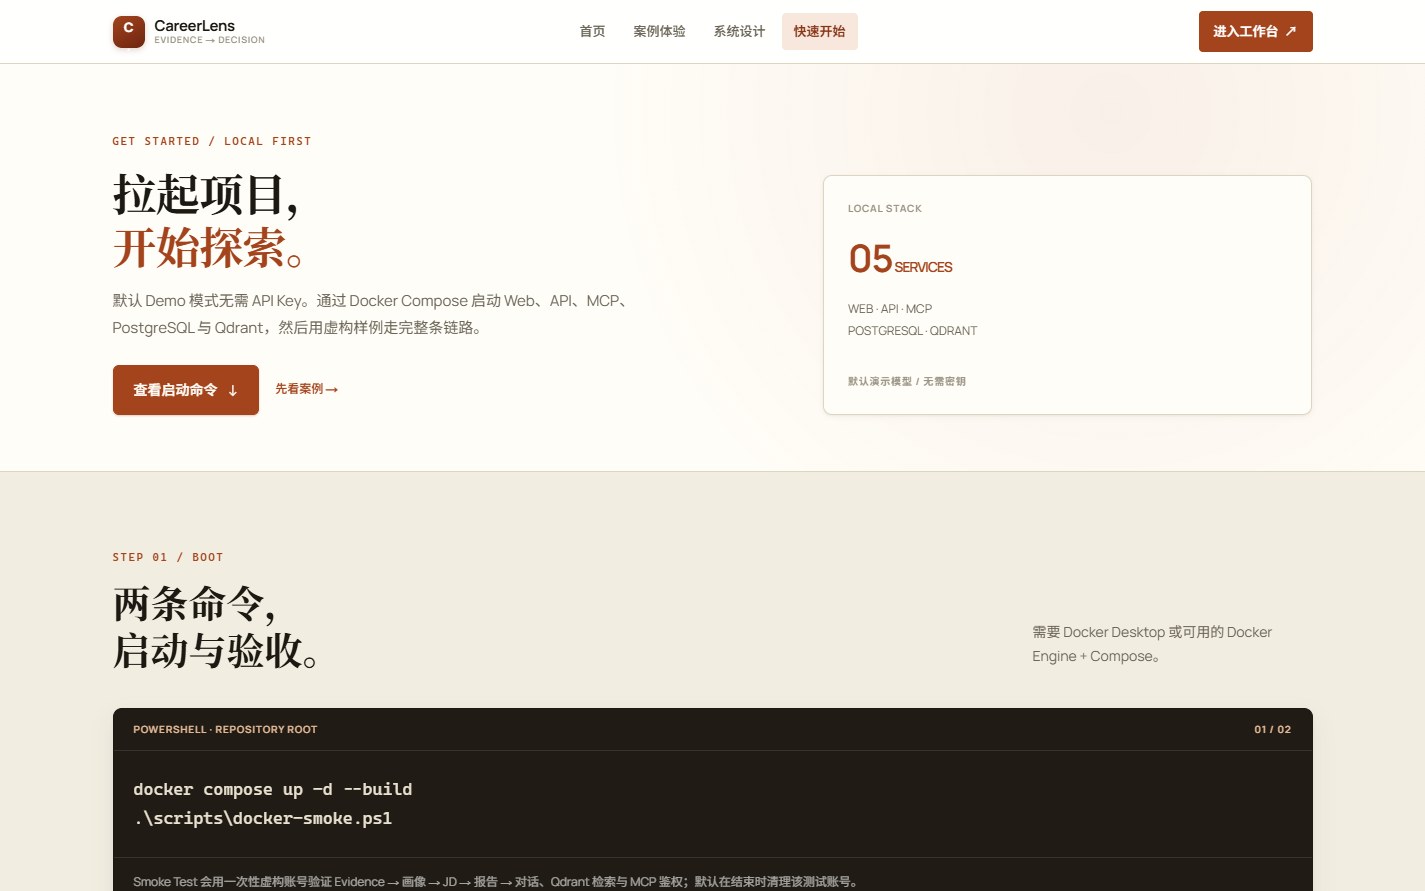 C
CareerLens
EVIDENCE → DECISION
首页
案例体验
系统设计
快速开始
进入工作台 ↗
GET STARTED / LOCAL FIRST
拉起项目，
开始探索。
默认 Demo 模式无需 API Key。通过 Docker Compose 启动 Web、API、MCP、
PostgreSQL 与 Qdrant，然后用虚构样例走完整条链路。
查看启动命令 ↓
先看案例 →
LOCAL STACK
05 SERVICES
WEB · API · MCP
POSTGRESQL · QDRANT
默认演示模型 / 无需密钥
STEP 01 / BOOT
两条命令，
启动与验收。
需要 Docker Desktop 或可用的 Docker
Engine + Compose。
POWERSHELL · REPOSITORY ROOT
01 / 02
docker compose up -d --build
.\scripts\docker-smoke.ps1
Smoke Test 会用一次性虚构账号验证 Evidence → 画像 → JD → 报告 → 对话、Qdrant 检索与 MCP 鉴权；默认在结束时清理该测试账号。